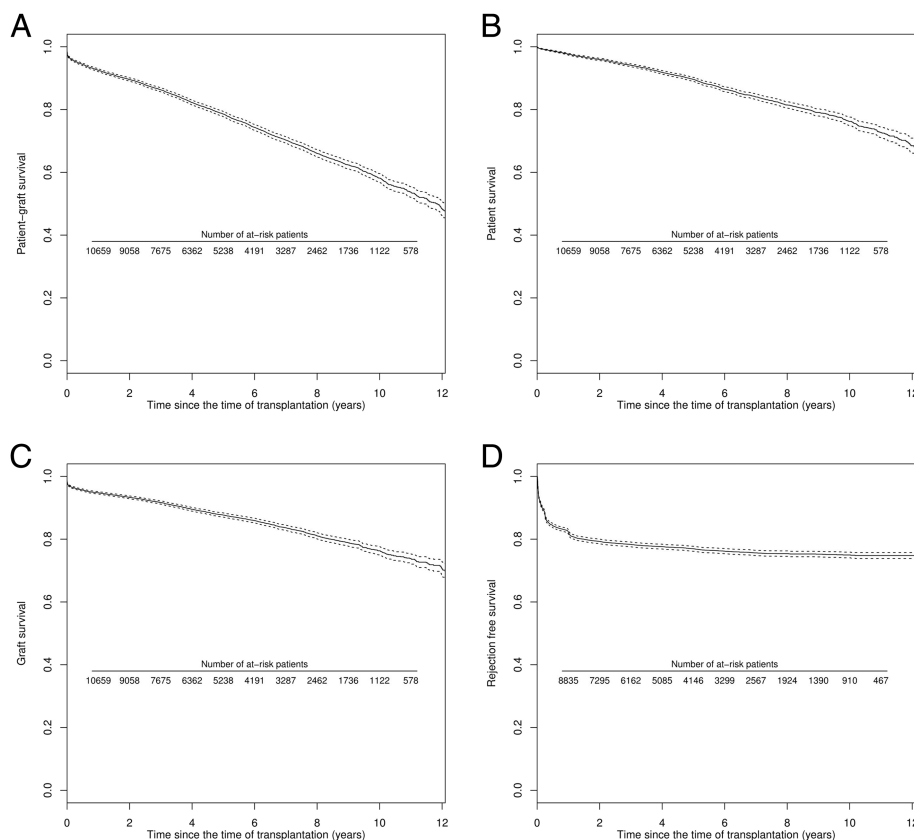 A
Patient−graft survival
1.0
0.8
0.6
0.4
0.2
0.0
Number of at−risk patients
10659 9058 7675 6362 5238 4191 3287 2462 1736 1122 578
0 2 4 6 8 10 12
Time since the time of transplantation (years)
B
Patient survival
1.0
0.8
0.6
0.4
0.2
0.0
Number of at−risk patients
10659 9058 7675 6362 5238 4191 3287 2462 1736 1122 578
0 2 4 6 8 10 12
Time since the time of transplantation (years)
C
Graft survival
1.0
0.8
0.6
0.4
0.2
0.0
Number of at−risk patients
10659 9058 7675 6362 5238 4191 3287 2462 1736 1122 578
0 2 4 6 8 10 12
Time since the time of transplantation (years)
D
Rejection free survival
1.0
0.8
0.6
0.4
0.2
0.0
Number of at−risk patients
8835 7295 6162 5085 4146 3299 2567 1924 1390 910 467
0 2 4 6 8 10 12
Time since the time of transplantation (years)